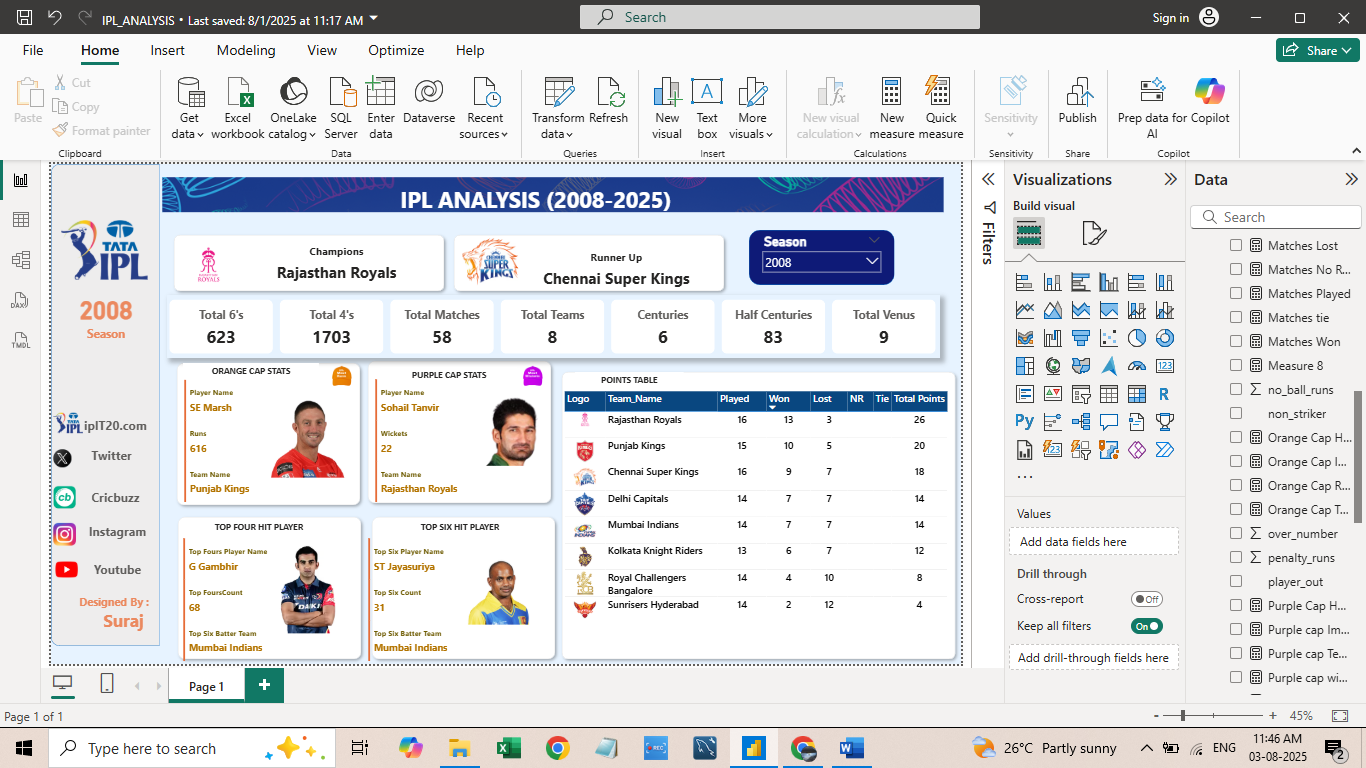 IPL_ANALYSIS • Last saved: 8/1/2025 at 11:17 AM
Search
Sign in
File Home Insert Modeling View Optimize Help
Share
Paste
Cut
Copy
Format painter
Clipboard
Get data
Excel workbook
OneLake catalog
SQL Server
Enter data
Dataverse
Recent sources
Data
Transform data
Refresh
Queries
New visual
Text box
More visuals
Insert
New visual calculation
New measure
Quick measure
Calculations
Sensitivity
Sensitivity
Publish
Share
Prep data for AI
Copilot
Copilot
IPL ANALYSIS (2008-2025)
TATA
IPL
2008
Season
ipIT20.com
Twitter
Cricbuzz
Instagram
Youtube
Designed By :
Suraj
Champions
Rajasthan Royals
Runner Up
Chennai Super Kings
Season
2008
Total 6's
623
Total 4's
1703
Total Matches
58
Total Teams
8
Centuries
6
Half Centuries
83
Total Venus
9
ORANGE CAP STATS
Player Name
SE Marsh
Runs
616
Team Name
Punjab Kings
PURPLE CAP STATS
Player Name
Sohail Tanvir
Wickets
22
Team Name
Rajasthan Royals
TOP FOUR HIT PLAYER
Top Fours Player Name
G Gambhir
Top FoursCount
68
Top Six Batter Team
Mumbai Indians
TOP SIX HIT PLAYER
Top Six Player Name
ST Jayasuriya
Top Six Count
31
Top Six Batter Team
Mumbai Indians
POINTS TABLE
Logo Team_Name Played Won Lost NR Tie Total Points
Rajasthan Royals 16 13 3 26
Punjab Kings 15 10 5 20
Chennai Super Kings 16 9 7 18
Delhi Capitals 14 7 7 14
Mumbai Indians 14 7 7 14
Kolkata Knight Riders 13 6 7 12
Royal Challengers Bangalore 14 4 10 8
Sunrisers Hyderabad 14 2 12 4
Filters
Visualizations
Build visual
Values
Add data fields here
Drill through
Cross-report Off
Keep all filters On
Add drill-through fields here
Data
Search
Matches Lost
Matches No R...
Matches Played
Matches tie
Matches Won
Measure 8
no_ball_runs
non_striker
Orange Cap H...
Orange Cap I...
Orange Cap R...
Orange Cap T...
over_number
penalty_runs
player_out
Purple Cap H...
Purple cap Im...
Purple cap Te...
Purple cap wi...
Page 1
Page 1 of 1
45%
Type here to search
26°C Partly sunny
ENG
11:46 AM
03-08-2025
2